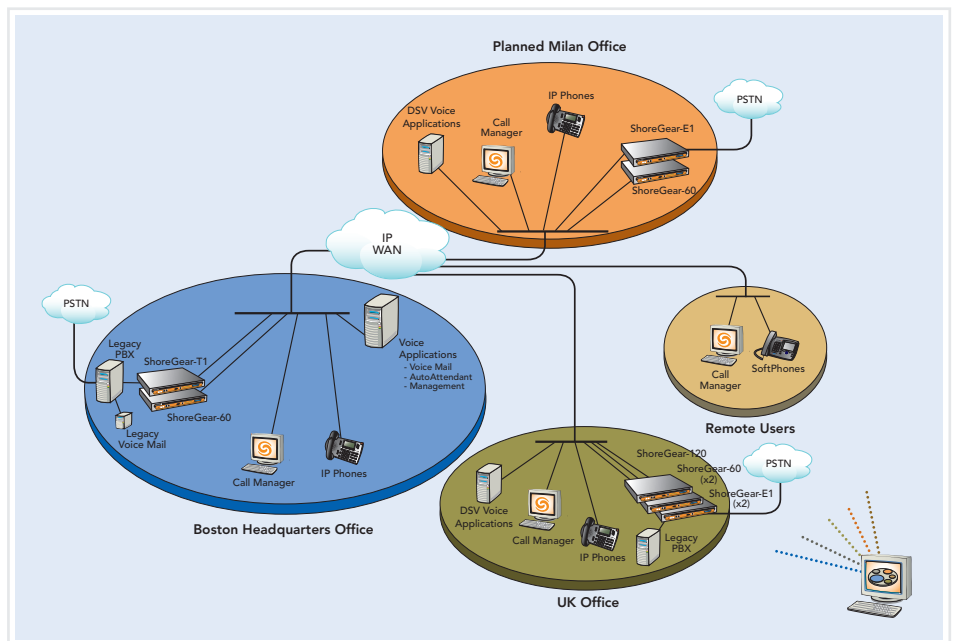 Planned Milan Office
DSV Voice
Applications
Call
Manager
IP Phones
ShoreGear-E1
ShoreGear-60
PSTN
IP
WAN
PSTN
Legacy
PBX
ShoreGear-T1
ShoreGear-60
Legacy
Voice Mail
Call Manager
IP Phones
Voice
Applications
- Voice Mail
- AutoAttendant
- Management
Boston Headquarters Office
Call
Manager
SoftPhones
Remote Users
ShoreGear-120
ShoreGear-60
(x2)
ShoreGear-E1
(x2)
PSTN
DSV Voice
Applications
Call Manager
IP Phones
Legacy
PBX
UK Office